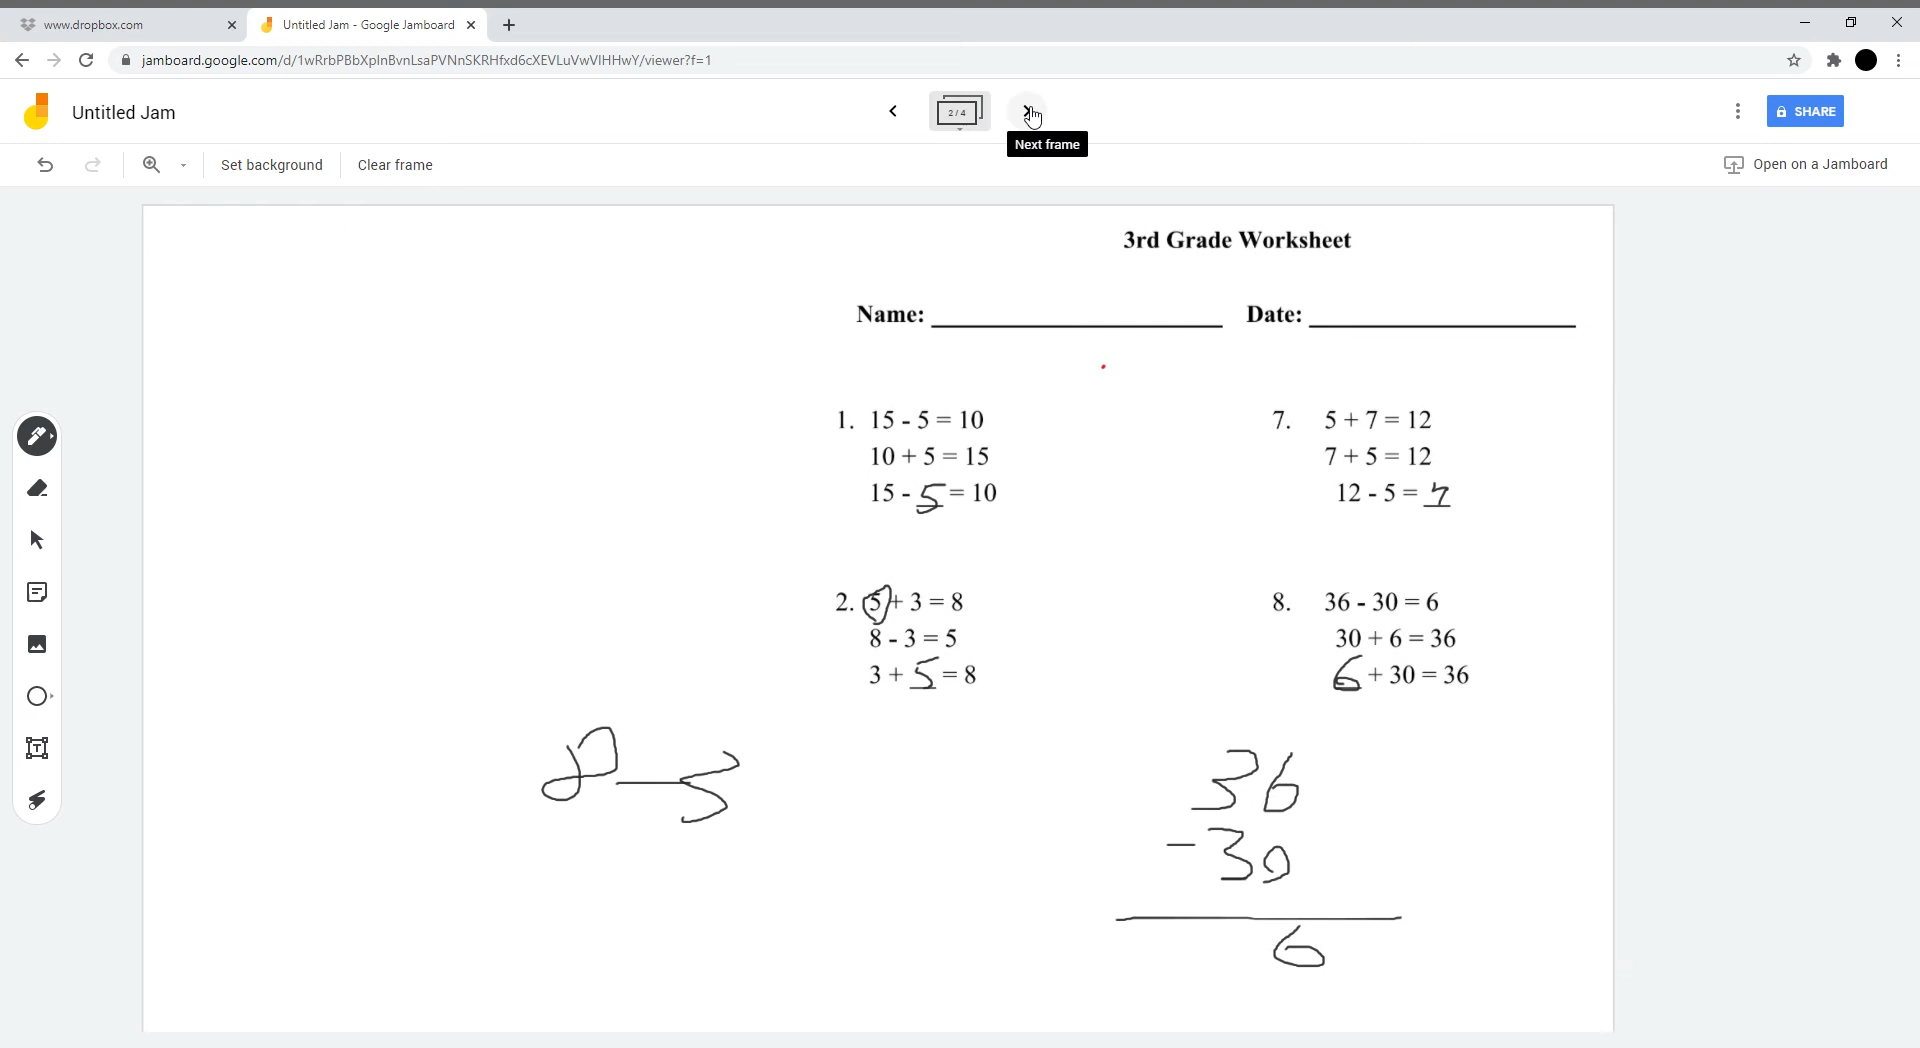 www.dropbox.com
Untitled Jam - Google Jamboard
jamboard.google.com/d/1wRrbPBbXpInBvnLsaPVNnSKRHfxd6cXEVLuVwVIHHwY/viewer?f=1
Untitled Jam
2 / 4
SHARE
Next frame
Set background
Clear frame
Open on a Jamboard
3rd Grade Worksheet
Name: Date:
1. 15 - 5 = 10
10 + 5 = 15
15 - 5 = 10
2. 5 + 3 = 8
8 - 3 = 5
3 + 5 = 8
7. 5 + 7 = 12
7 + 5 = 12
12 - 5 = 7
8. 36 - 30 = 6
30 + 6 = 36
6 + 30 = 36
8 - 5
36
- 30
6